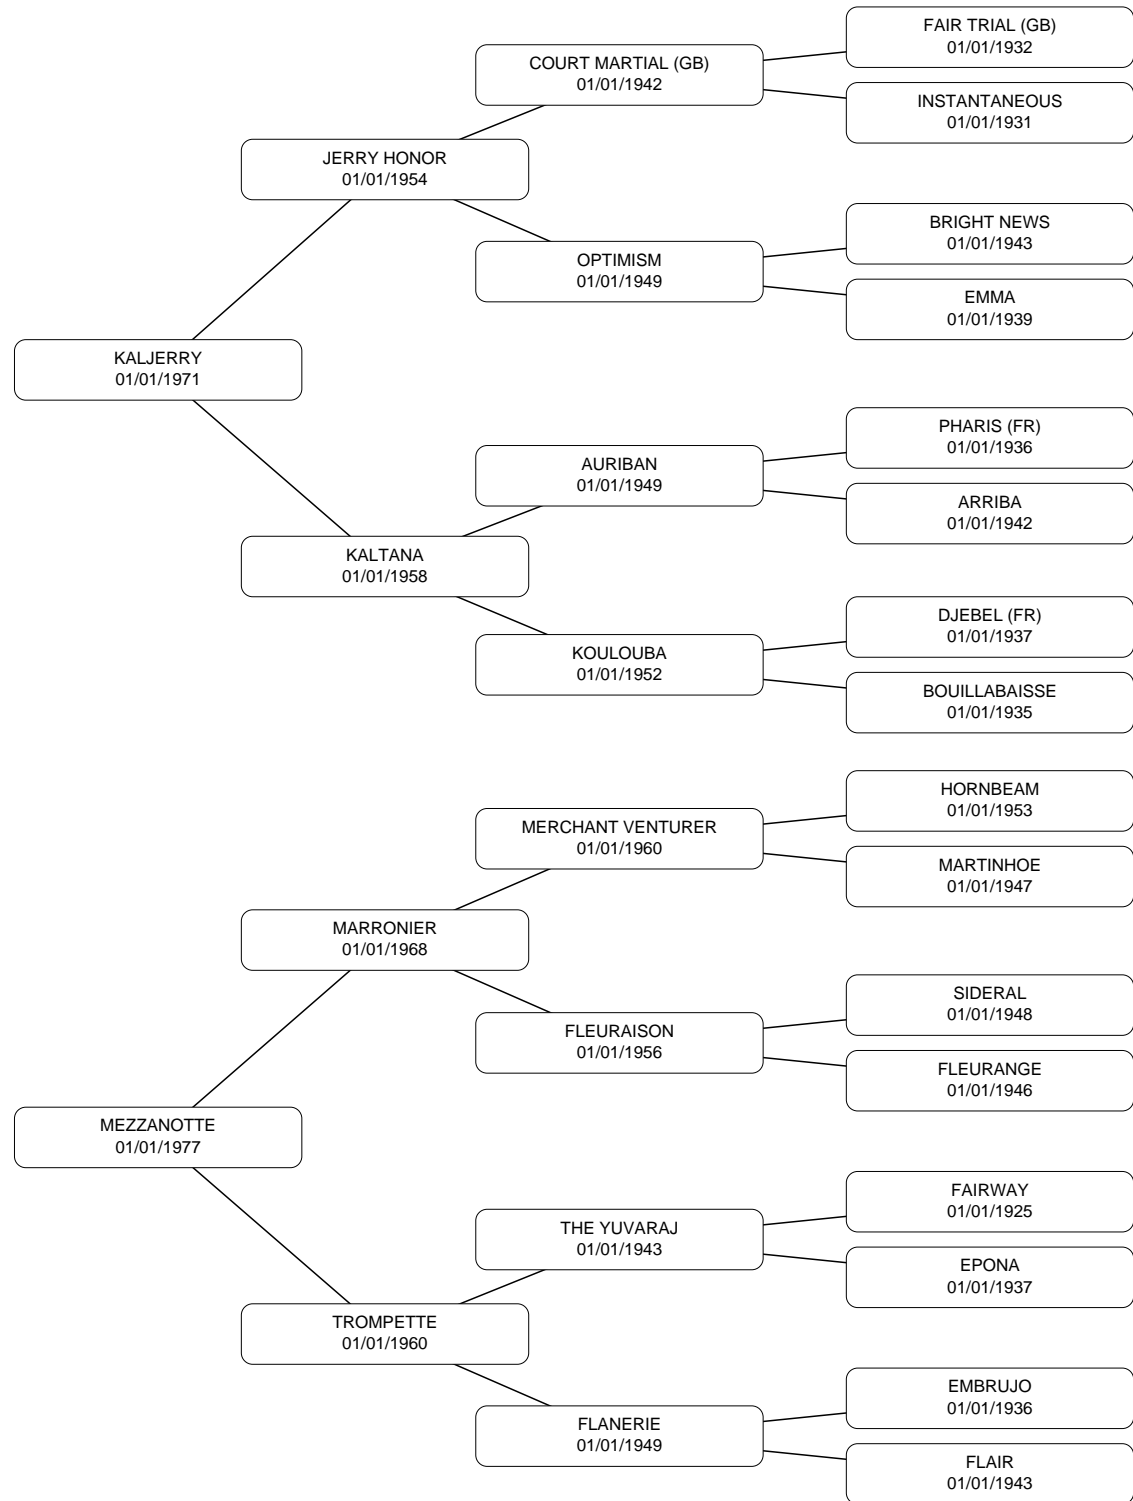 FAIR TRIAL (GB)
01/01/1932
COURT MARTIAL (GB)
01/01/1942
INSTANTANEOUS
01/01/1931
JERRY HONOR
01/01/1954
BRIGHT NEWS
01/01/1943
OPTIMISM
01/01/1949
EMMA
01/01/1939
KALJERRY
01/01/1971
PHARIS (FR)
01/01/1936
AURIBAN
01/01/1949
ARRIBA
01/01/1942
KALTANA
01/01/1958
DJEBEL (FR)
01/01/1937
KOULOUBA
01/01/1952
BOUILLABAISSE
01/01/1935
HORNBEAM
01/01/1953
MERCHANT VENTURER
01/01/1960
MARTINHOE
01/01/1947
MARRONIER
01/01/1968
SIDERAL
01/01/1948
FLEURAISON
01/01/1956
FLEURANGE
01/01/1946
MEZZANOTTE
01/01/1977
FAIRWAY
01/01/1925
THE YUVARAJ
01/01/1943
EPONA
01/01/1937
TROMPETTE
01/01/1960
EMBRUJO
01/01/1936
FLANERIE
01/01/1949
FLAIR
01/01/1943